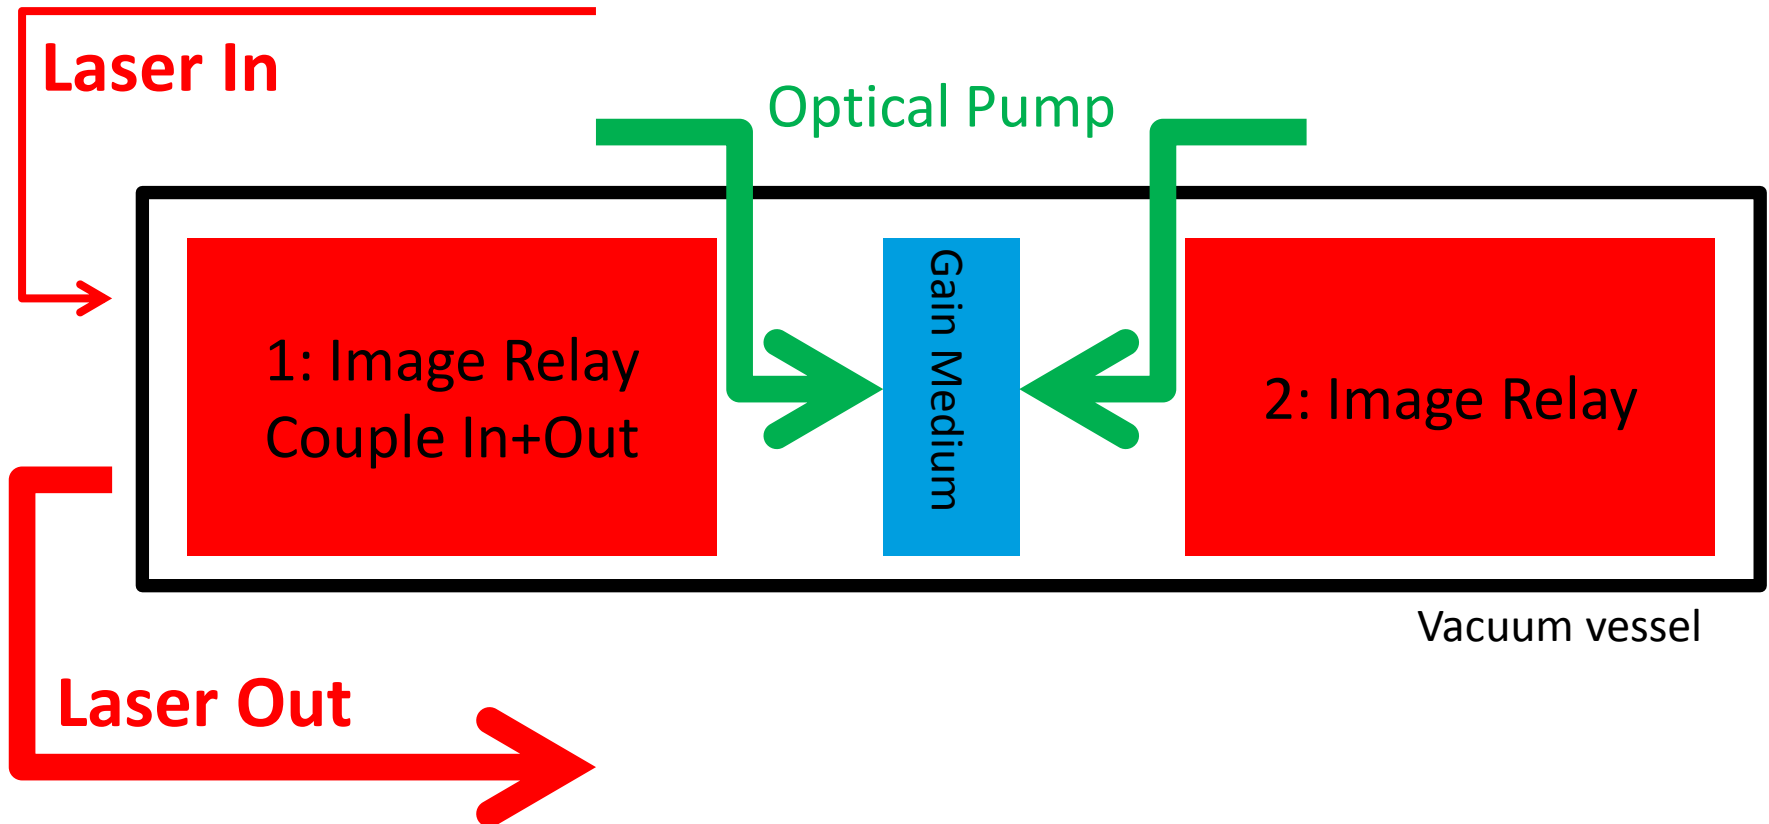 Laser In
Optical Pump
1: Image Relay
Couple In+Out
Gain Medium
2: Image Relay
Vacuum vessel
Laser Out